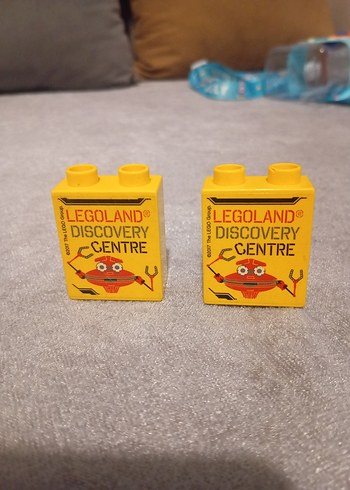 LEGOLAND®
DISCOVERY
CENTRE
©2017 The LEGO Group
LEGOLAND®
DISCOVERY
CENTRE
©2017 The LEGO Group